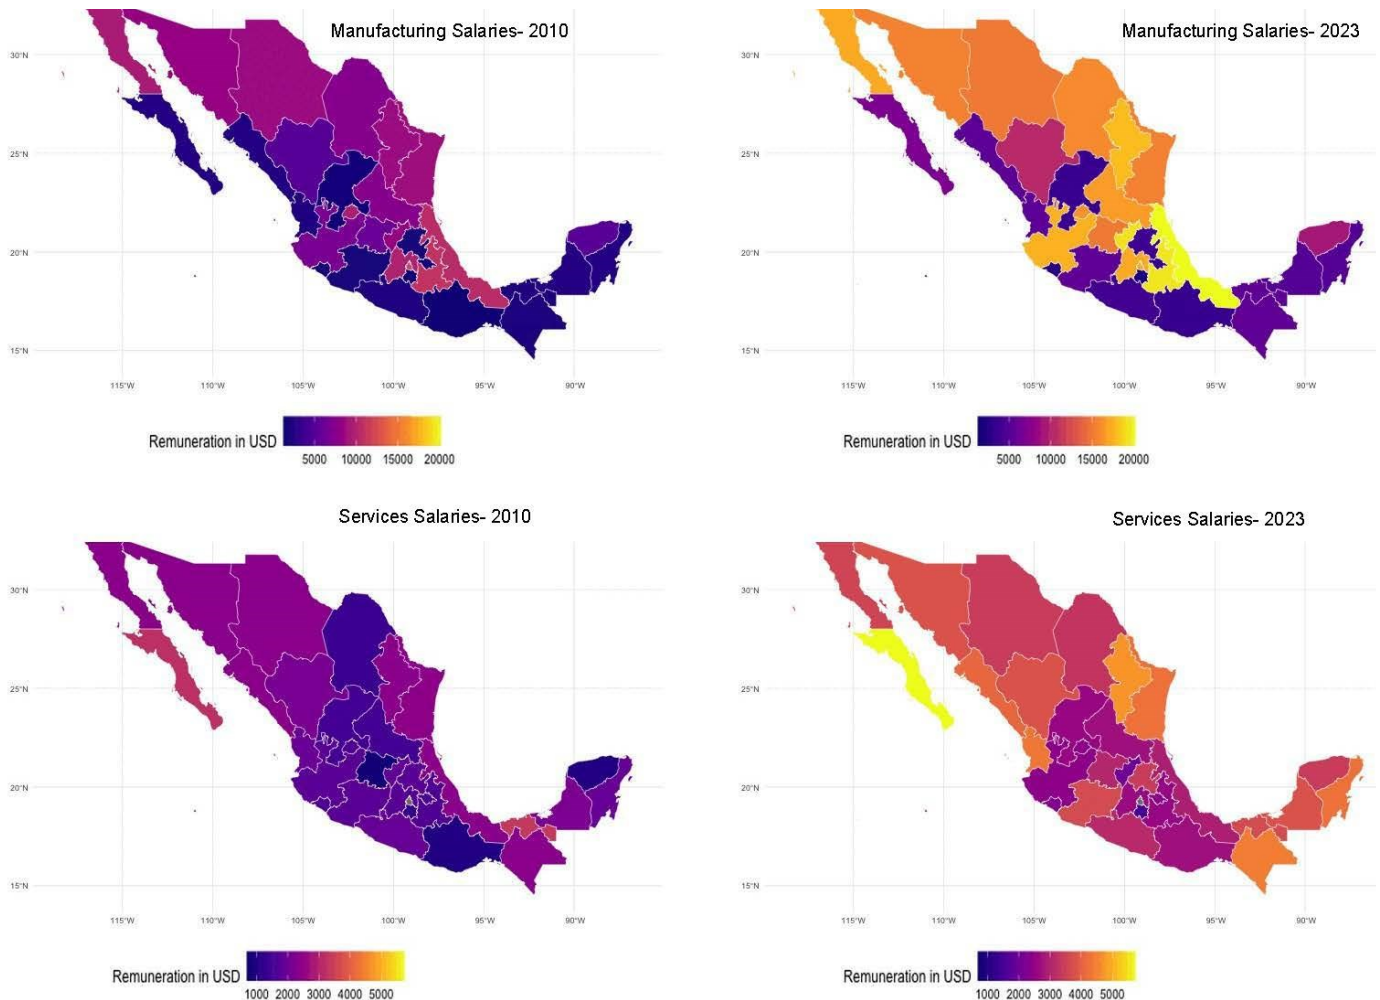 Manufacturing Salaries- 2010
30°N
25°N
20°N
15°N
115°W 110°W 105°W 100°W 95°W 90°W
Remuneration in USD
5000 10000 15000 20000
Manufacturing Salaries- 2023
30°N
25°N
20°N
15°N
115°W 110°W 105°W 100°W 95°W 90°W
Remuneration in USD
5000 10000 15000 20000
Services Salaries- 2010
30°N
25°N
20°N
15°N
115°W 110°W 105°W 100°W 95°W 90°W
Remuneration in USD
1000 2000 3000 4000 5000
Services Salaries- 2023
30°N
25°N
20°N
15°N
115°W 110°W 105°W 100°W 95°W 90°W
Remuneration in USD
1000 2000 3000 4000 5000